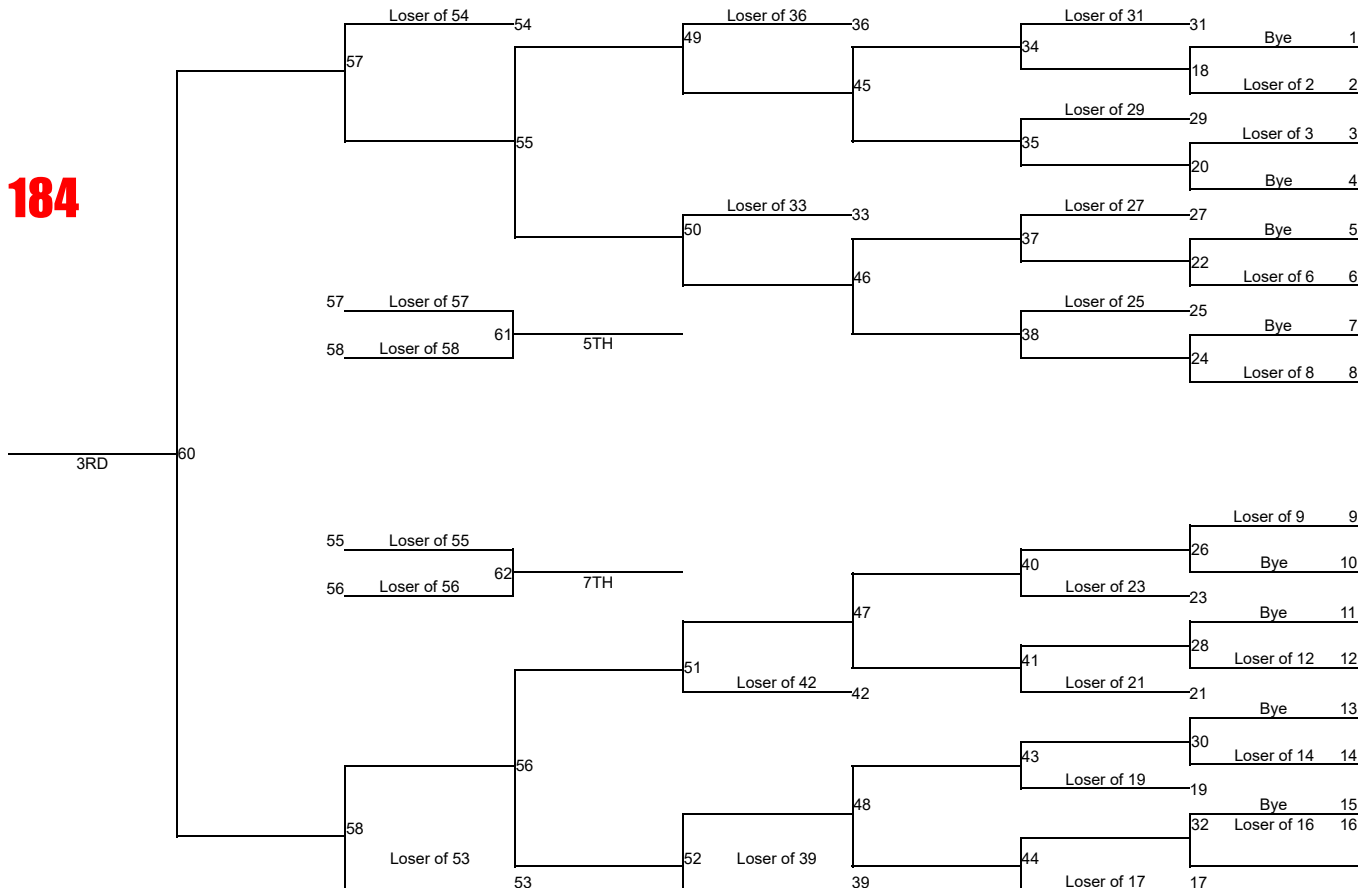 Loser of 54 54 Loser of 36 36 Loser of 31 31
Bye 1
57 49 34
18
Loser of 2 2
45
Loser of 29 29
Loser of 3 3
55 35
20
184
Bye 4
Loser of 33 33 Loser of 27 27
50 37 Bye 5
22
46 Loser of 6 6
57 Loser of 57 Loser of 25 25
61 38 Bye 7
5TH
58 Loser of 58
24
Loser of 8 8
60
3RD
Loser of 9 9
55 Loser of 55
26
40 Bye 10
62
7TH
56 Loser of 56 Loser of 23 23
47 Bye 11
28
41 Loser of 12 12
51
Loser of 42 42 Loser of 21 21
Bye 13
30
43 Loser of 14 14
56
Loser of 19 19
48 Bye 15
58 32 Loser of 16 16
Loser of 53 52 Loser of 39 44
53 39 Loser of 17 17